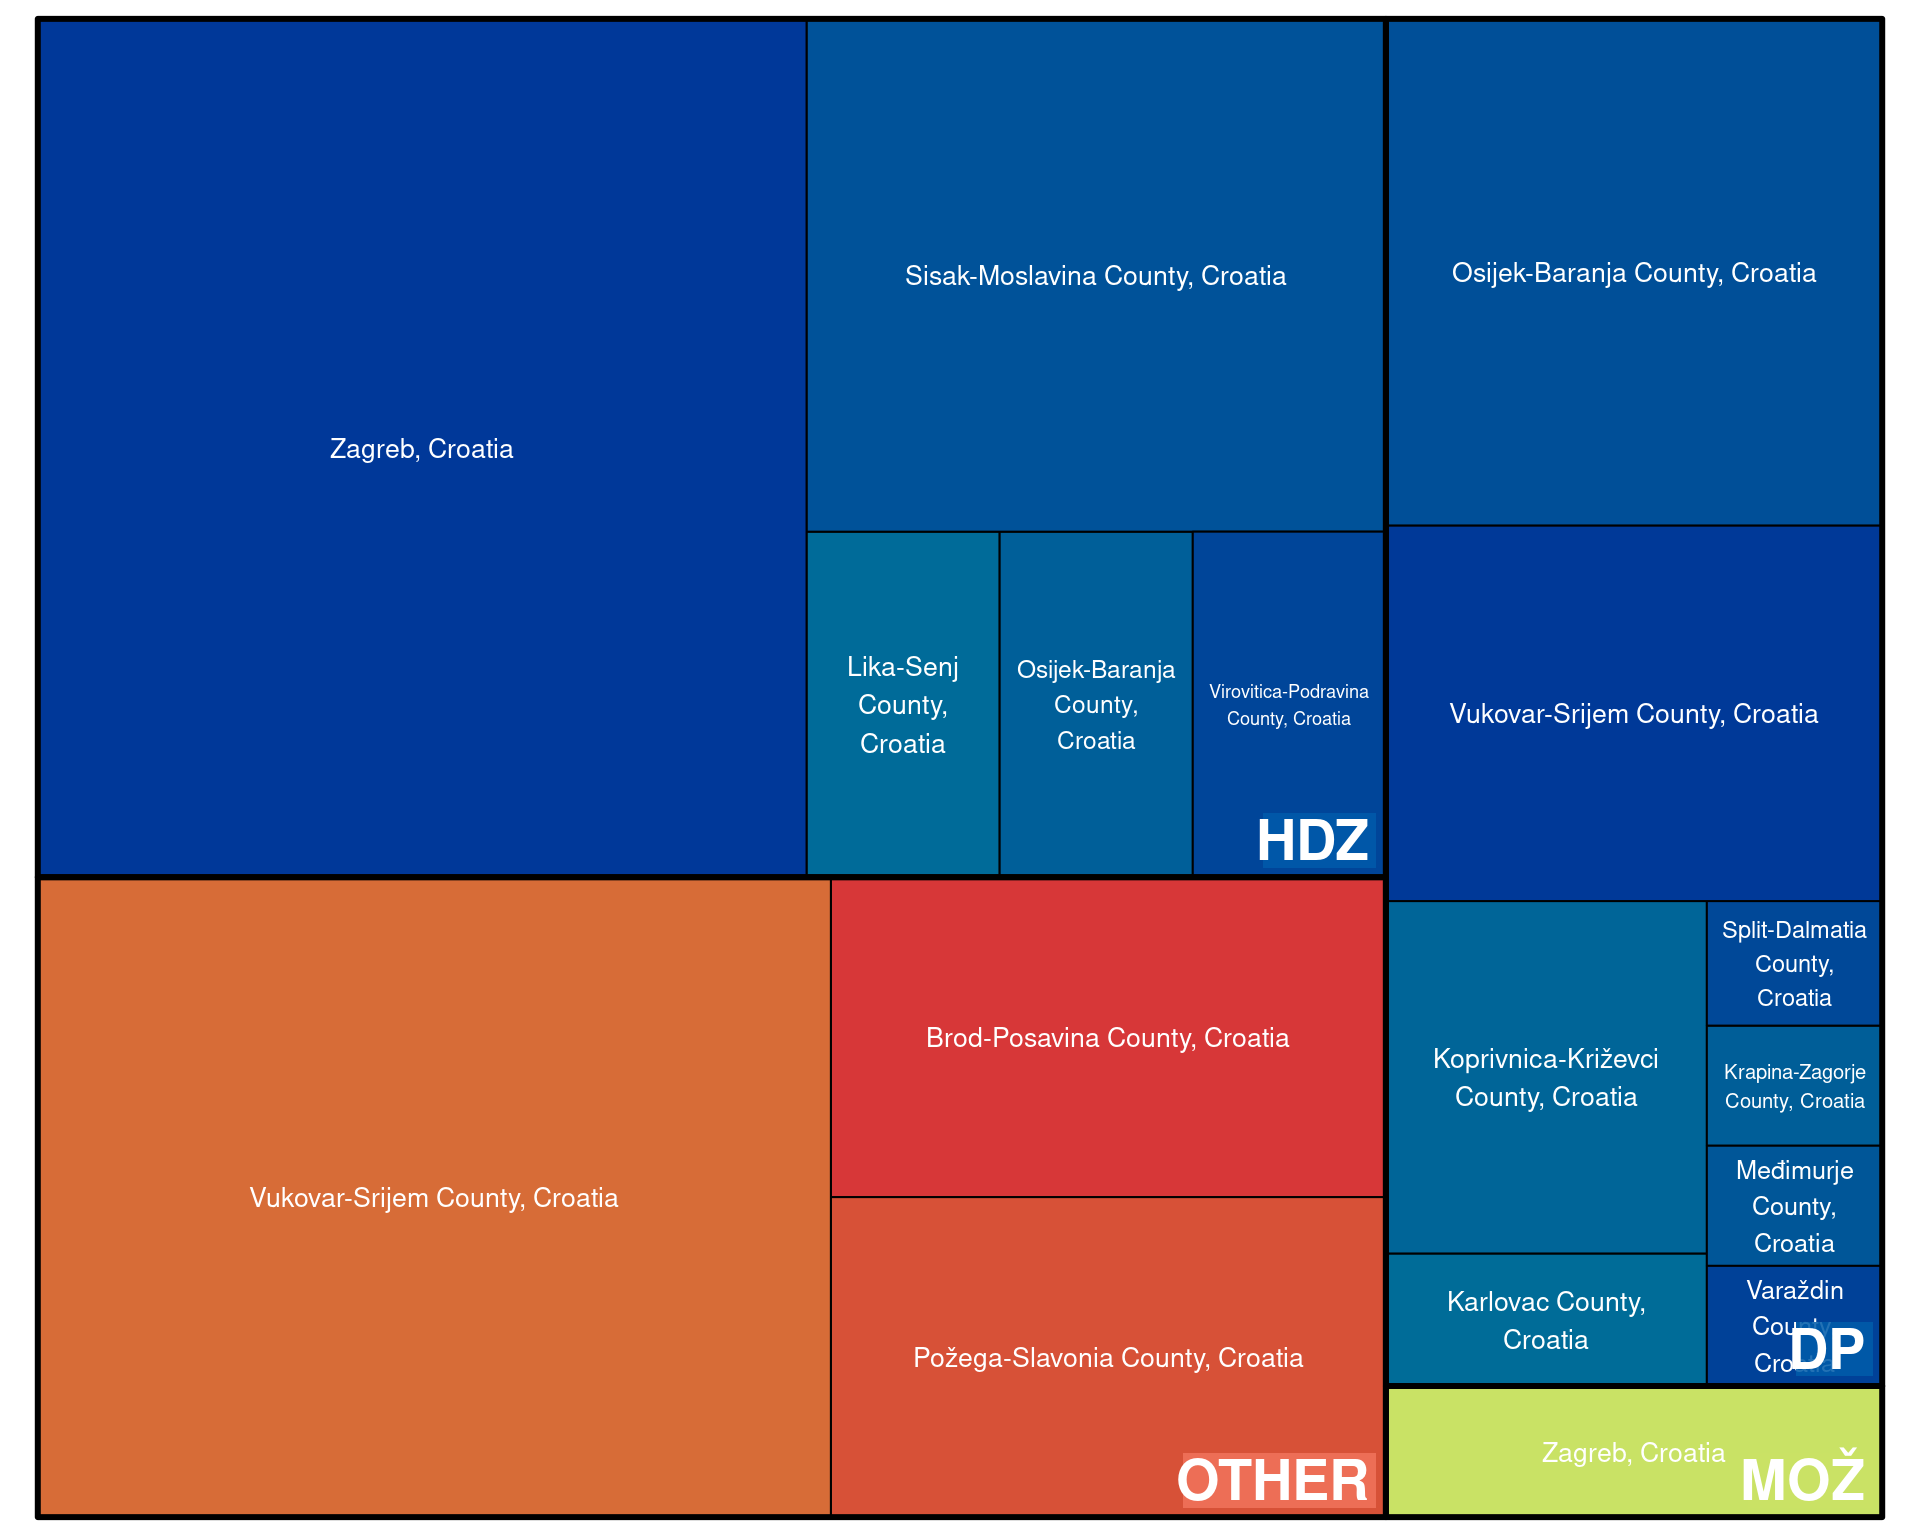 Zagreb, Croatia
Sisak-Moslavina County, Croatia
Lika-Senj
County,
Croatia
Osijek-Baranja
County,
Croatia
Virovitica-Podravina
County, Croatia
HDZ
Vukovar-Srijem County, Croatia
Brod-Posavina County, Croatia
Požega-Slavonia County, Croatia
OTHER
Osijek-Baranja County, Croatia
Vukovar-Srijem County, Croatia
Koprivnica-Križevci
County, Croatia
Karlovac County,
Croatia
Split-Dalmatia
County,
Croatia
Krapina-Zagorje
County, Croatia
Međimurje
County,
Croatia
Varaždin
County,
Croatia
DP
Zagreb, Croatia
MOŽ